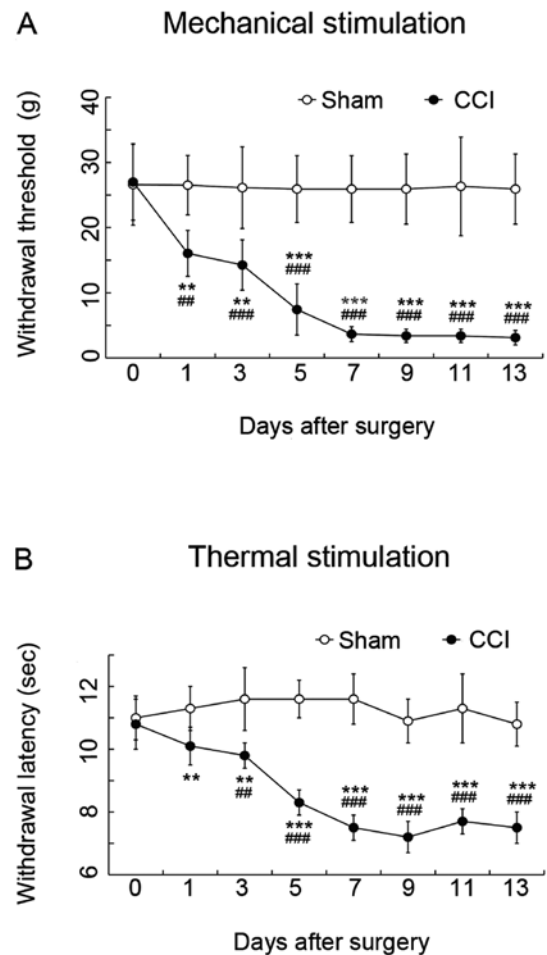 A Mechanical stimulation
Sham CCI
Withdrawal threshold (g)
40
30
20
10
0
** ## ** ### *** ### *** ### *** ### *** ### *** ###
0 1 3 5 7 9 11 13
Days after surgery
B Thermal stimulation
Sham CCI
Withdrawal latency (sec)
12
10
8
6
** ** ## *** ### *** ### *** ### *** ### *** ###
0 1 3 5 7 9 11 13
Days after surgery